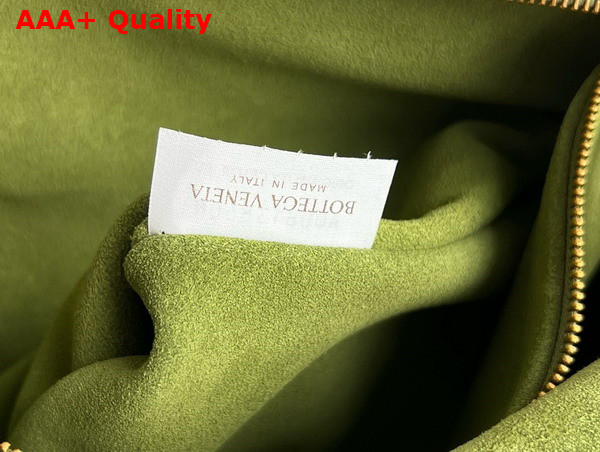 AAA+ Quality
BOTTEGA VENETA
MADE IN ITALY